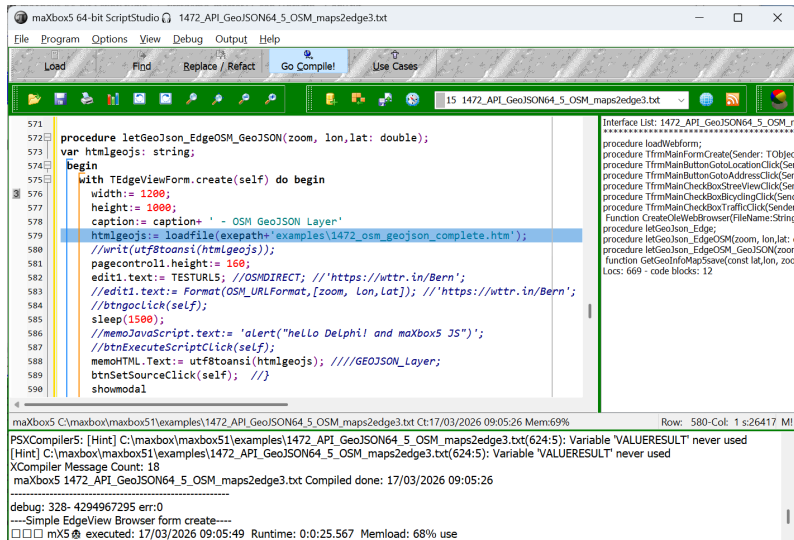 maXbox5 64-bit ScriptStudio 1472_API_GeoJSON64_5_OSM_maps2edge3.txt
File Program Options View Debug Output Help
Load Find Replace / Refact Go Compile! Use Cases
15 1472_API_GeoJSON64_5_OSM_maps2edge3.txt
571
572 procedure letGeoJson_EdgeOSM_GeoJSON(zoom, lon,lat: double);
573 var htmlgeojs: string;
574 begin
575 with TEdgeViewForm.create(self) do begin
3 576 width:= 1200;
577 height:= 1000;
578 caption:= caption+ ' - OSM GeoJSON Layer'
579 htmlgeojs:= loadfile(exepath+'examples\1472_osm_geojson_complete.htm');
580 //writ(utf8toansi(htmlgeojs));
581 pagecontrol1.height:= 160;
582 edit1.text:= TESTURL5; //OSMDIRECT; //'https://wttr.in/Bern';
583 //edit1.text:= Format(OSM_URLFormat,[zoom, lon,lat]); //'https://wttr.in/Bern';
584 //btngoclick(self);
585 sleep(1500);
586 //memoJavaScript.text:= 'alert("hello Delphi! and maXbox5 JS")';
587 //btnExecuteScriptClick(self);
588 memoHTML.Text:= utf8toansi(htmlgeojs); ////GEOJSON_Layer;
589 btnSetSourceClick(self); //}
590 showmodal
Interface List: 1472_API_GeoJSON64_5_OSM_m
****************************************
procedure loadWebform;
procedure TfrmMainFormCreate(Sender: TObjec
procedure TfrmMainButtonGotoLocationClick(Se
procedure TfrmMainButtonGotoAddressClick(Se
procedure TfrmMainCheckBoxStreeViewClick(Se
procedure TfrmMainCheckBoxBicyclingClick(Send
procedure TfrmMainCheckBoxTrafficClick(Sender
Function CreateOleWebBrowser(FileName:String
procedure letGeoJson_Edge;
procedure letGeoJson_EdgeOSM(zoom, lon,lat:
procedure letGeoJson_EdgeOSM_GeoJSON(zoor
function GetGeoInfoMap5save(const lat,lon, zoo
Locs: 669 - code blocks: 12
maXbox5 C:\maxbox\maxbox51\examples\1472_API_GeoJSON64_5_OSM_maps2edge3.txt Ct:17/03/2026 09:05:26 Mem:69% Row: 580-Col: 1 s:26417 M!
PSXCompiler5: [Hint] C:\maxbox\maxbox51\examples\1472_API_GeoJSON64_5_OSM_maps2edge3.txt(624:5): Variable 'VALUERESULT' never used
[Hint] C:\maxbox\maxbox51\examples\1472_API_GeoJSON64_5_OSM_maps2edge3.txt(624:5): Variable 'VALUERESULT' never used
XCompiler Message Count: 18
maXbox5 1472_API_GeoJSON64_5_OSM_maps2edge3.txt Compiled done: 17/03/2026 09:05:26
--------------------------------------------------------
debug: 328- 4294967295 err:0
----Simple EdgeView Browser form create----
□□□ mX5🏠 executed: 17/03/2026 09:05:49 Runtime: 0:0:25.567 Memload: 68% use